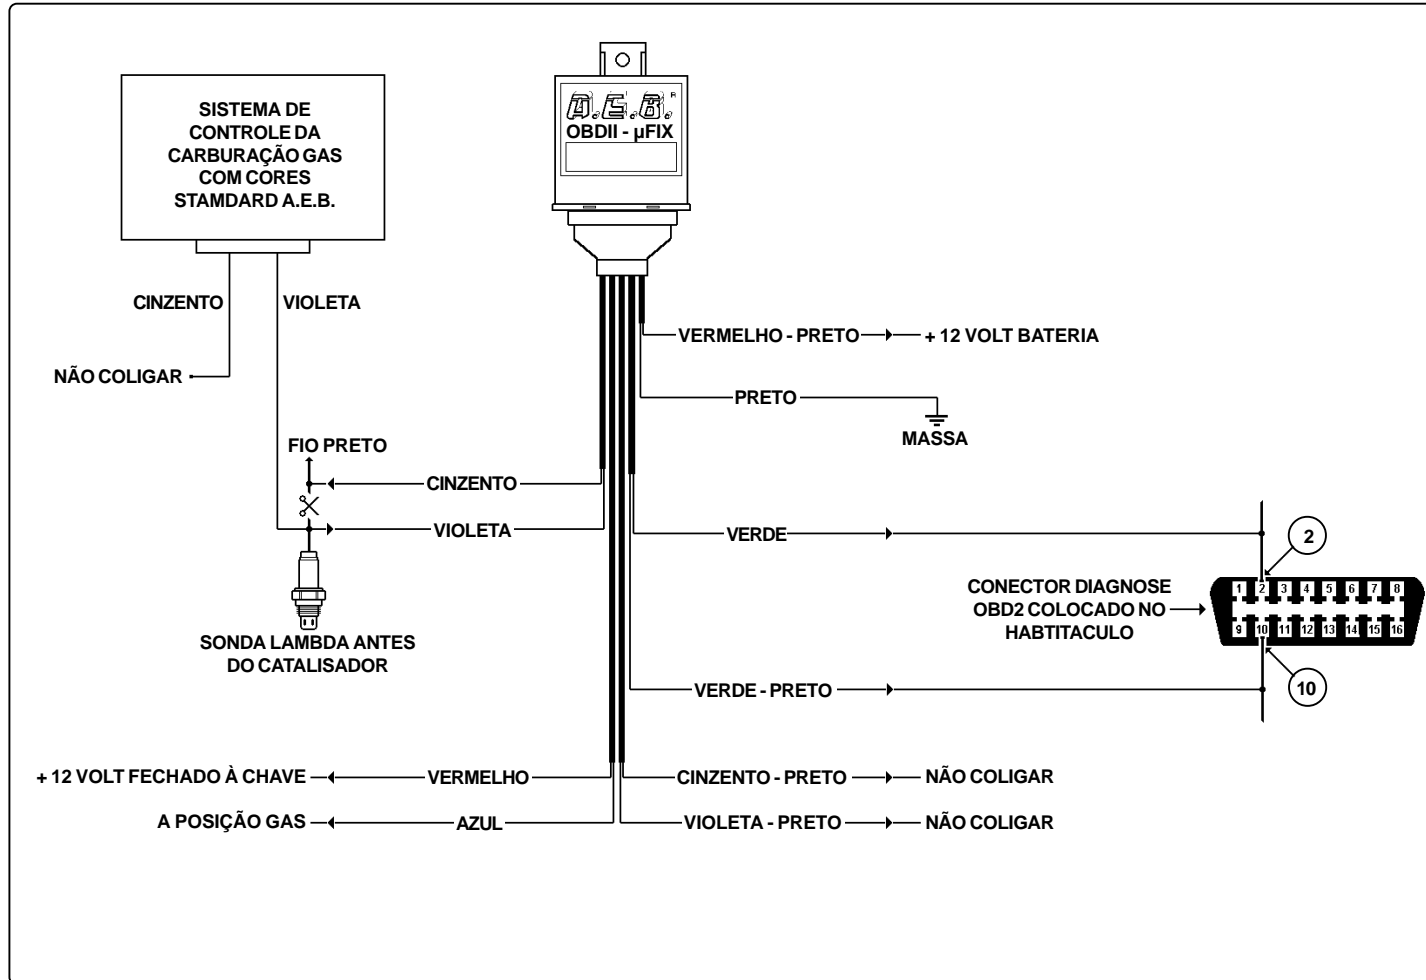 SISTEMA DE
CONTROLE DA
CARBURAÇÃO GAS
COM CORES
STAMDARD A.E.B.
A.E.B. R
OBDII - µFIX
CINZENTO
VIOLETA
NÃO COLIGAR
VERMELHO - PRETO
+ 12 VOLT BATERIA
PRETO
MASSA
FIO PRETO
CINZENTO
VIOLETA
VERDE
2
SONDA LAMBDA ANTES
DO CATALISADOR
CONECTOR DIAGNOSE
OBD2 COLOCADO NO
HABTITACULO
1 2 3 4 5 6 7 8
9 10 11 12 13 14 15 16
VERDE - PRETO
10
+ 12 VOLT FECHADO À CHAVE
VERMELHO
CINZENTO - PRETO
NÃO COLIGAR
A POSIÇÃO GAS
AZUL
VIOLETA - PRETO
NÃO COLIGAR